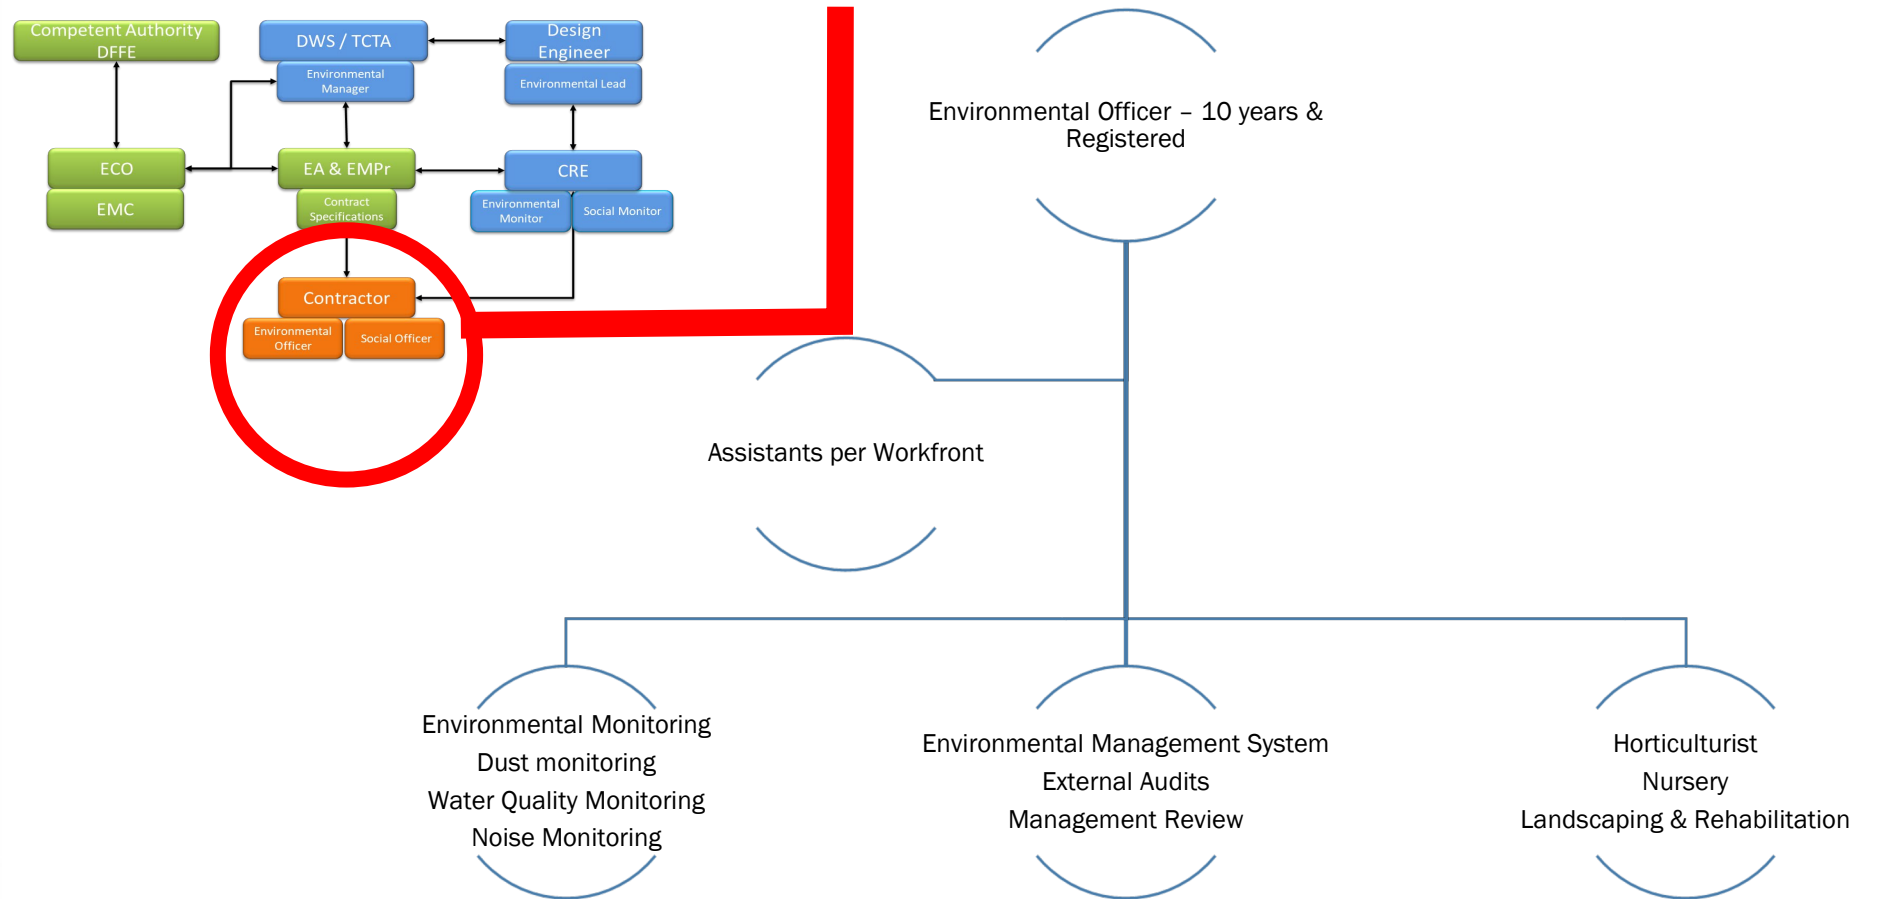 Competent Authority
DFFE
DWS / TCTA
Design
Engineer
Environmental
Manager
Environmental Lead
ECO
EA & EMPr
CRE
EMC
Contract
Specifications
Environmental
Monitor
Social Monitor
Contractor
Environmental
Officer
Social Officer
Environmental Officer – 10 years &
Registered
Assistants per Workfront
Environmental Monitoring
Dust monitoring
Water Quality Monitoring
Noise Monitoring
Environmental Management System
External Audits
Management Review
Horticulturist
Nursery
Landscaping & Rehabilitation